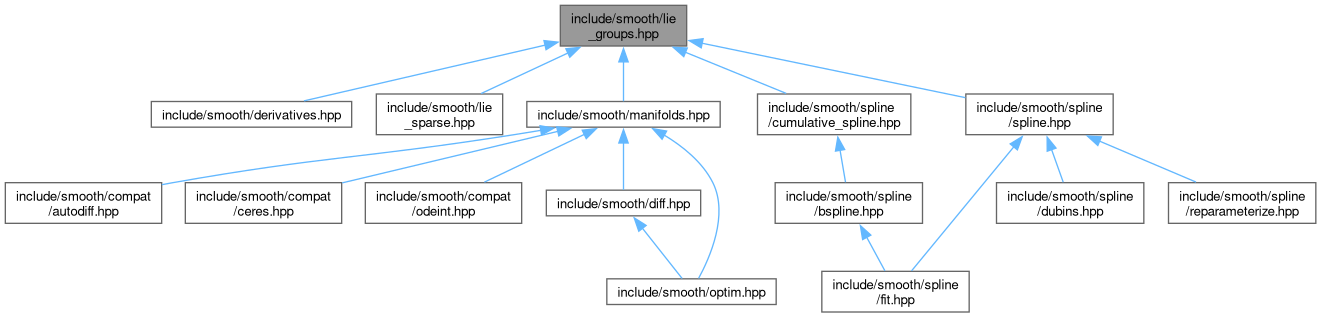 include/smooth/lie
_groups.hpp
include/smooth/derivatives.hpp
include/smooth/lie
_sparse.hpp
include/smooth/manifolds.hpp
include/smooth/spline
/cumulative_spline.hpp
include/smooth/spline
/spline.hpp
include/smooth/compat
/autodiff.hpp
include/smooth/compat
/ceres.hpp
include/smooth/compat
/odeint.hpp
include/smooth/diff.hpp
include/smooth/spline
/bspline.hpp
include/smooth/spline
/dubins.hpp
include/smooth/spline
/reparameterize.hpp
include/smooth/optim.hpp
include/smooth/spline
/fit.hpp